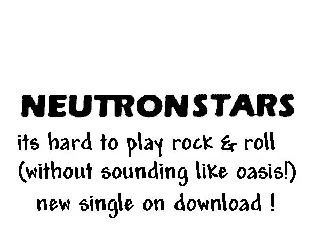 NEUTRONSTARS
its hard to play rock & roll
(without sounding like oasis!)
new single on download !